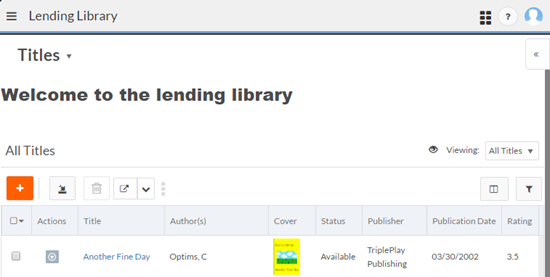 Lending Library
?
Titles
«
Welcome to the lending library
All Titles
Viewing: All Titles
+
Actions Title Author(s) Cover Status Publisher Publication Date Rating
Another Fine Day Optims, C Available TriplePlay Publishing 03/30/2002 3.5